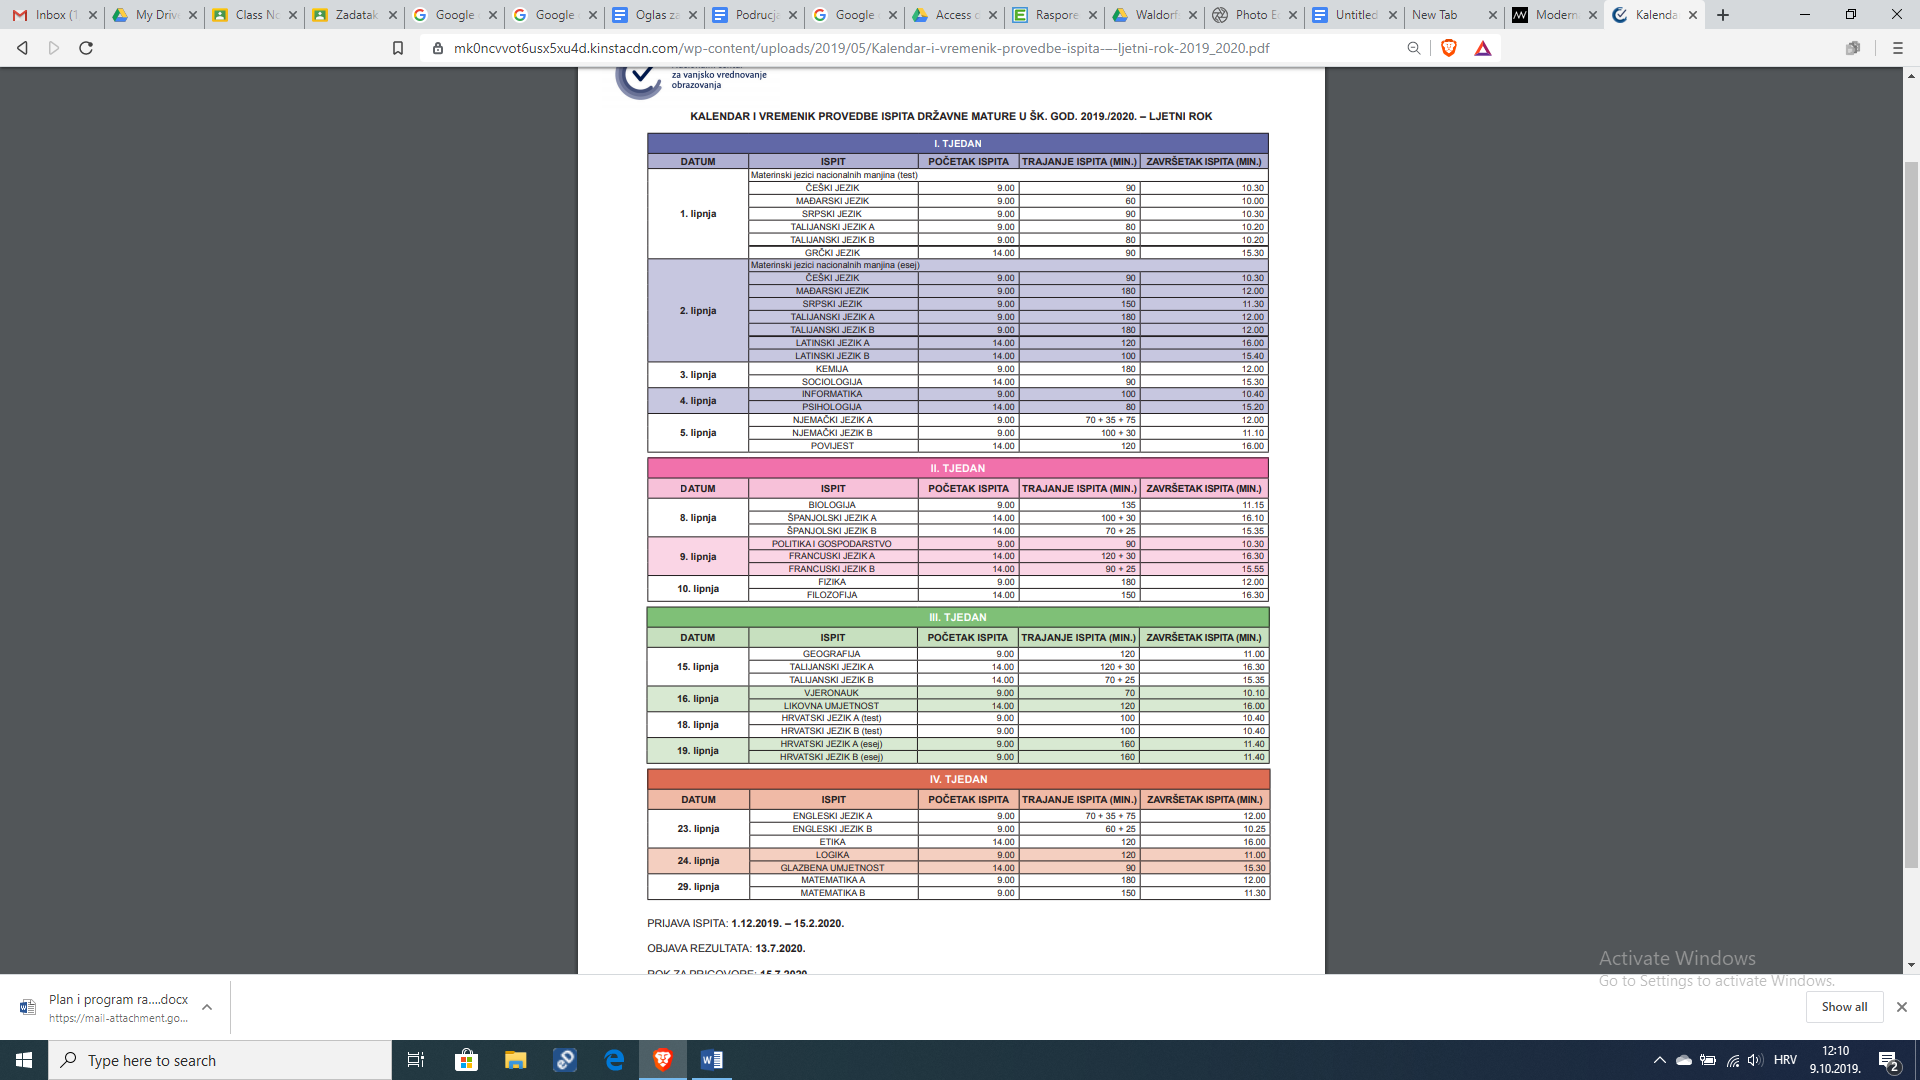 Inbox (1
My Driv
Class No
Zadatak
Google
Google
Oglas za
Podrucja
Google
Access d
Raspore
Waldorf
Photo E
Untitled
New Tab
Modern
Kalenda
mk0ncvvot6usx5xu4d.kinstacdn.com/wp-content/uploads/2019/05/Kalendar-i-vremenik-provedbe-ispita-–-ljetni-rok-2019_2020.pdf
za vanjsko vrednovanje
obrazovanja
KALENDAR I VREMENIK PROVEDBE ISPITA DRŽAVNE MATURE U ŠK. GOD. 2019./2020. – LJETNI ROK
I. TJEDAN
DATUM ISPIT POČETAK ISPITA TRAJANJE ISPITA (MIN.) ZAVRŠETAK ISPITA (MIN.)
1. lipnja
Materinski jezici nacionalnih manjina (test)
ČEŠKI JEZIK 9.00 90 10.30
MAĐARSKI JEZIK 9.00 60 10.00
SRPSKI JEZIK 9.00 90 10.30
TALIJANSKI JEZIK A 9.00 80 10.20
TALIJANSKI JEZIK B 9.00 80 10.20
GRČKI JEZIK 14.00 90 15.30
2. lipnja
Materinski jezici nacionalnih manjina (esej)
ČEŠKI JEZIK 9.00 90 10.30
MAĐARSKI JEZIK 9.00 180 12.00
SRPSKI JEZIK 9.00 150 11.30
TALIJANSKI JEZIK A 9.00 180 12.00
TALIJANSKI JEZIK B 9.00 180 12.00
LATINSKI JEZIK A 14.00 120 16.00
LATINSKI JEZIK B 14.00 100 15.40
3. lipnja
KEMIJA 9.00 180 12.00
SOCIOLOGIJA 14.00 90 15.30
4. lipnja
INFORMATIKA 9.00 100 10.40
PSIHOLOGIJA 14.00 80 15.20
5. lipnja
NJEMAČKI JEZIK A 9.00 70 + 35 + 75 12.00
NJEMAČKI JEZIK B 9.00 100 + 30 11.10
POVIJEST 14.00 120 16.00
II. TJEDAN
DATUM ISPIT POČETAK ISPITA TRAJANJE ISPITA (MIN.) ZAVRŠETAK ISPITA (MIN.)
8. lipnja
BIOLOGIJA 9.00 135 11.15
ŠPANJOLSKI JEZIK A 14.00 100 + 30 16.10
ŠPANJOLSKI JEZIK B 14.00 70 + 25 15.35
9. lipnja
POLITIKA I GOSPODARSTVO 9.00 90 10.30
FRANCUSKI JEZIK A 14.00 120 + 30 16.30
FRANCUSKI JEZIK B 14.00 90 + 25 15.55
10. lipnja
FIZIKA 9.00 180 12.00
FILOZOFIJA 14.00 150 16.30
III. TJEDAN
DATUM ISPIT POČETAK ISPITA TRAJANJE ISPITA (MIN.) ZAVRŠETAK ISPITA (MIN.)
15. lipnja
GEOGRAFIJA 9.00 120 11.00
TALIJANSKI JEZIK A 14.00 120 + 30 16.30
TALIJANSKI JEZIK B 14.00 70 + 25 15.35
16. lipnja
VJERONAUK 9.00 70 10.10
LIKOVNA UMJETNOST 14.00 120 16.00
18. lipnja
HRVATSKI JEZIK A (test) 9.00 100 10.40
HRVATSKI JEZIK B (test) 9.00 100 10.40
19. lipnja
HRVATSKI JEZIK A (esej) 9.00 160 11.40
HRVATSKI JEZIK B (esej) 9.00 160 11.40
IV. TJEDAN
DATUM ISPIT POČETAK ISPITA TRAJANJE ISPITA (MIN.) ZAVRŠETAK ISPITA (MIN.)
23. lipnja
ENGLESKI JEZIK A 9.00 70 + 35 + 75 12.00
ENGLESKI JEZIK B 9.00 60 + 25 10.25
ETIKA 14.00 120 16.00
24. lipnja
LOGIKA 9.00 120 11.00
GLAZBENA UMJETNOST 14.00 90 15.30
29. lipnja
MATEMATIKA A 9.00 180 12.00
MATEMATIKA B 9.00 150 11.30
PRIJAVA ISPITA: 1.12.2019. – 15.2.2020.
OBJAVA REZULTATA: 13.7.2020.
ROK ZA PRIGOVORE: 15.7.2020.
Activate Windows
Go to Settings to activate Windows.
Plan i program ra....docx
https://mail-attachment.go...
Show all
Type here to search
HRV
12:10
9.10.2019.
2